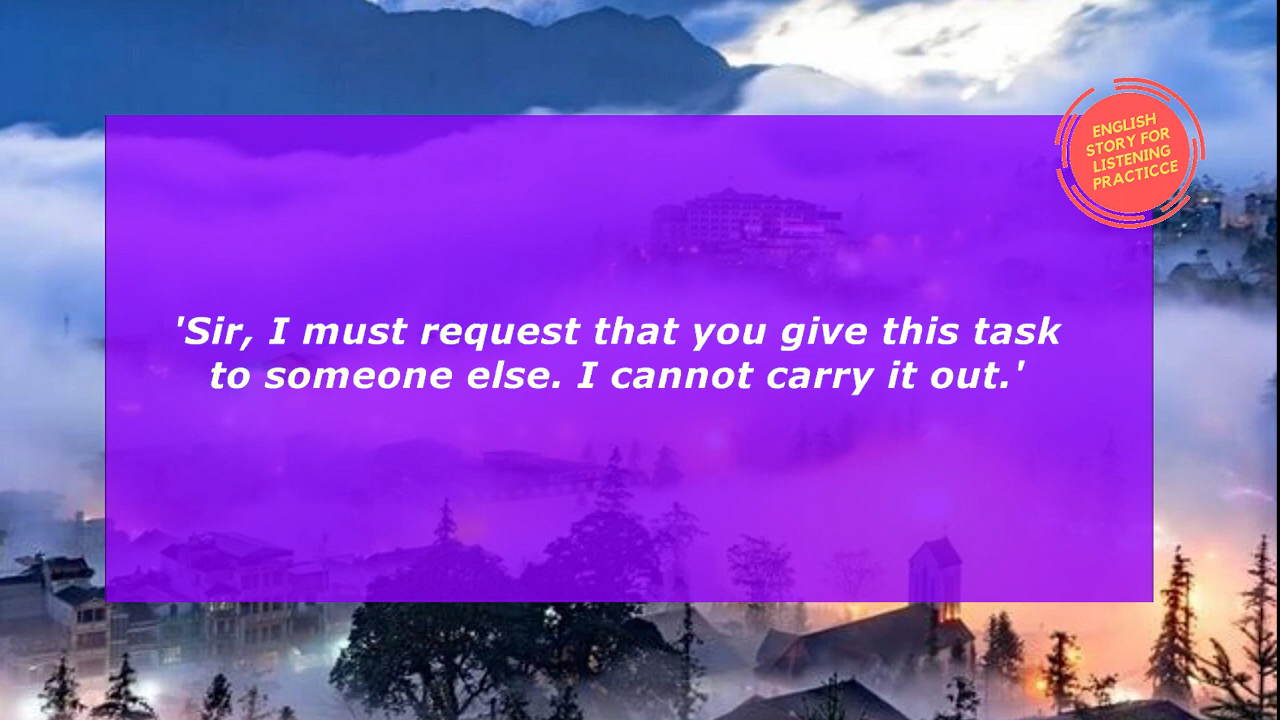 ENGLISH
STORY FOR
LISTENING
PRACTICCE
'Sir, I must request that you give this task
to someone else. I cannot carry it out.'